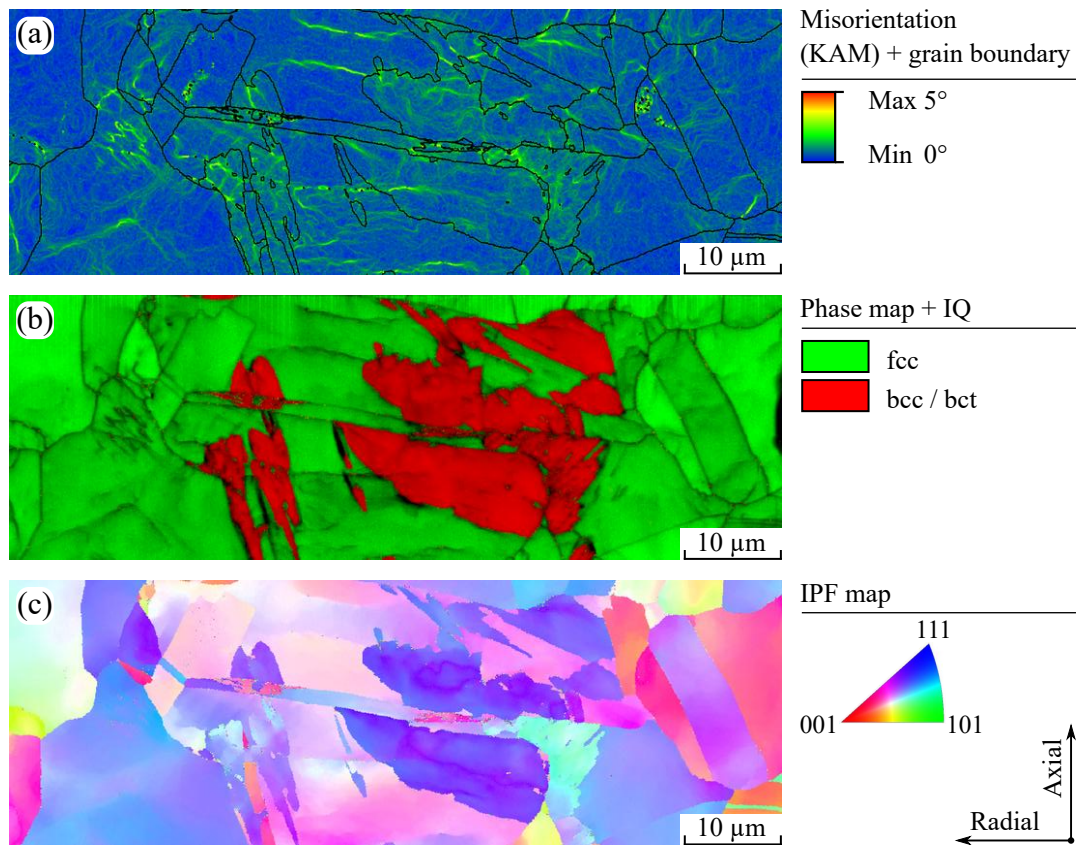 (a)
10 µm
Misorientation
(KAM) + grain boundary
Max 5°
Min 0°
(b)
10 µm
Phase map + IQ
fcc
bcc / bct
(c)
10 µm
IPF map
111
001
101
Axial
Radial